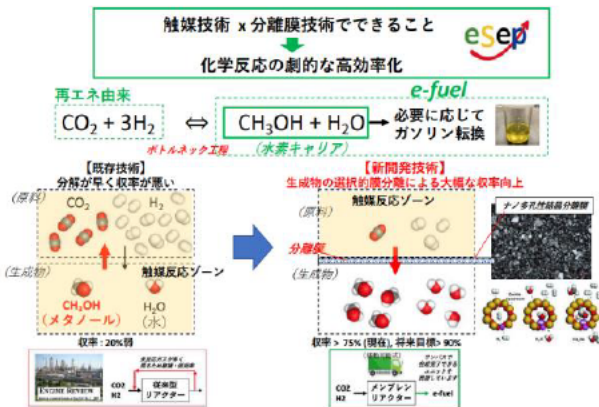 触媒技術 x 分離膜技術でできること
化学反応の劇的な高効率化
eSep
再エネ由来
e-fuel
CO2 + 3H2 ⇔ CH3OH + H2O
必要に応じて
ガソリン転換
ボトルネック工程
(水素キャリア)
【既存技術】
分解が早く収率が悪い
(原料)
CO2
H2
(生成物)
触媒反応ゾーン
CH3OH
(メタノール)
H2O
(水)
収率:20%弱
ENGINE REVIEW
CO2
H2
従来型
リアクター
【新開発技術】
生成物の選択的膜分離による大幅な収率向上
(原料)
触媒反応ゾーン
ナノ多孔性結晶分離膜
分離膜
(生成物)
収率 > 75% (現在), 将来目標> 90%
CO2
H2
メンブレン
リアクター
e-fuel